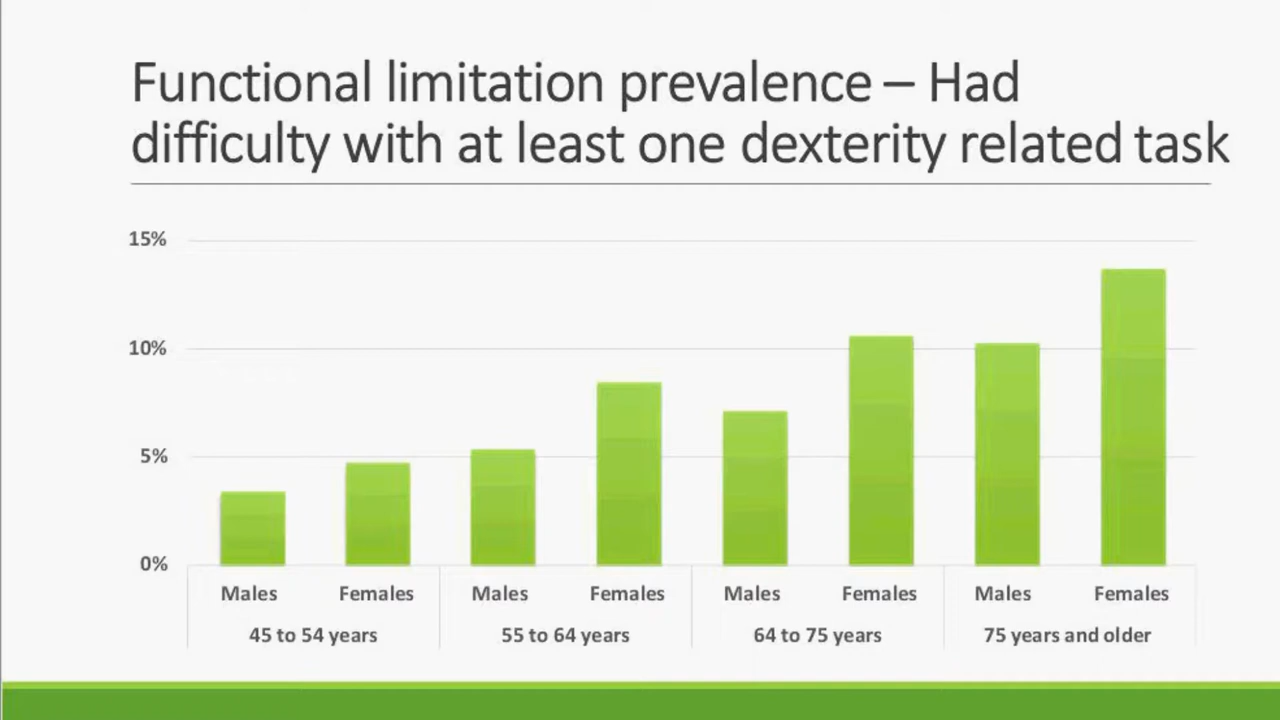 Functional limitation prevalence – Had
difficulty with at least one dexterity related task
15%
10%
5%
0%
Males Females Males Females Males Females Males Females
45 to 54 years 55 to 64 years 64 to 75 years 75 years and older